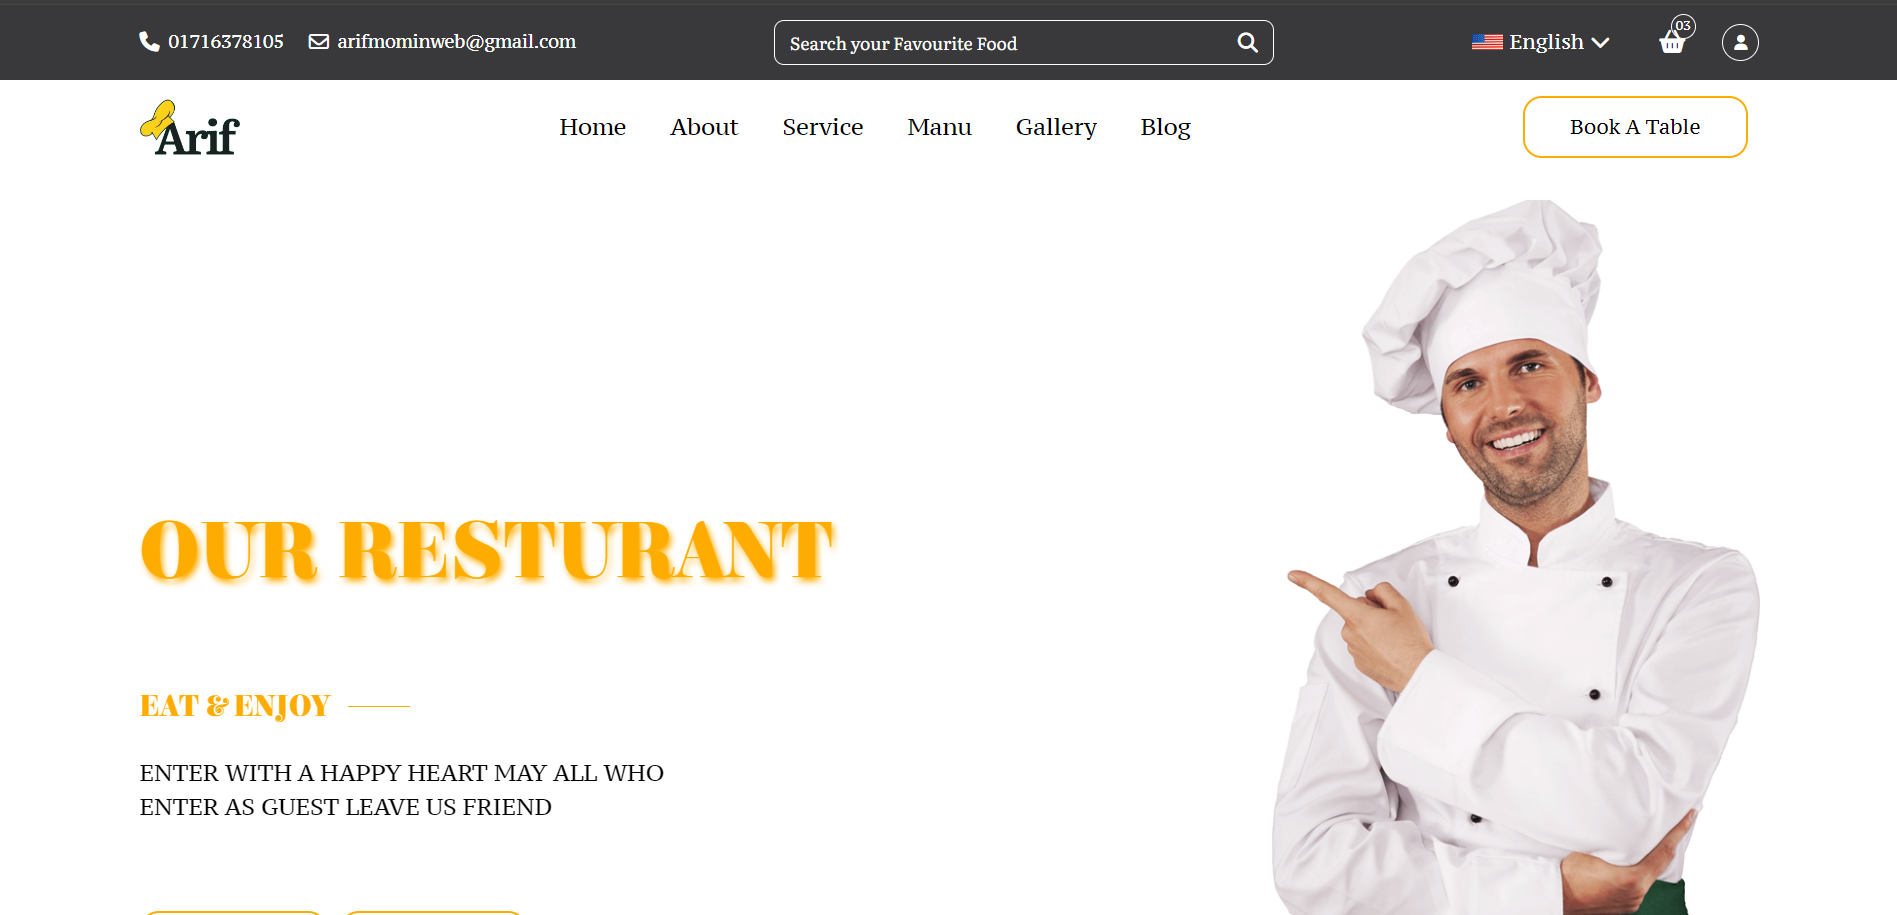 01716378105 arifmominweb@gmail.com Search your Favourite Food English 03
Arif Home About Service Manu Gallery Blog Book A Table
OUR RESTURANT
EAT & ENJOY
ENTER WITH A HAPPY HEART MAY ALL WHO
ENTER AS GUEST LEAVE US FRIEND